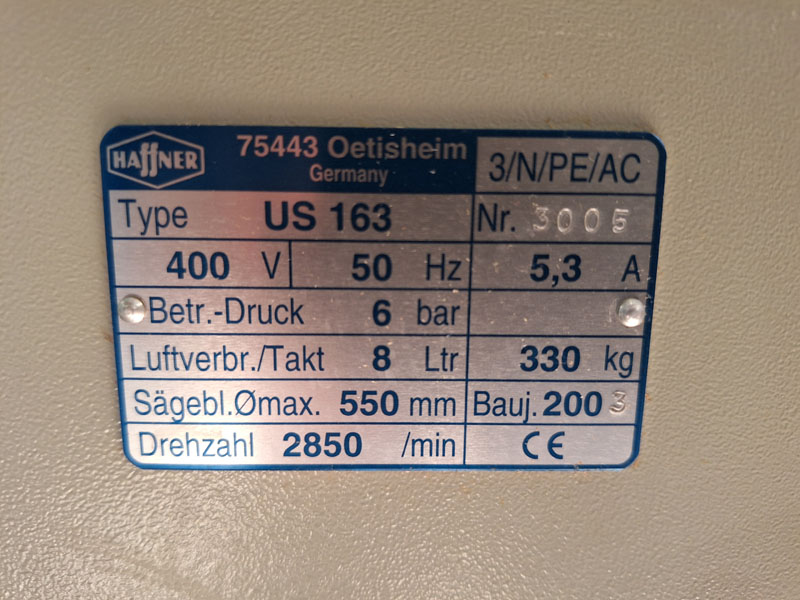 HAFFNER
75443 Oetisheim
Germany
3/N/PE/AC
Type US 163 Nr. 3005
400 V 50 Hz 5,3 A
Betr.-Druck 6 bar
Luftverbr./Takt 8 Ltr 330 kg
Sägebl.Ømax. 550 mm Bauj. 2003
Drehzahl 2850 /min CE